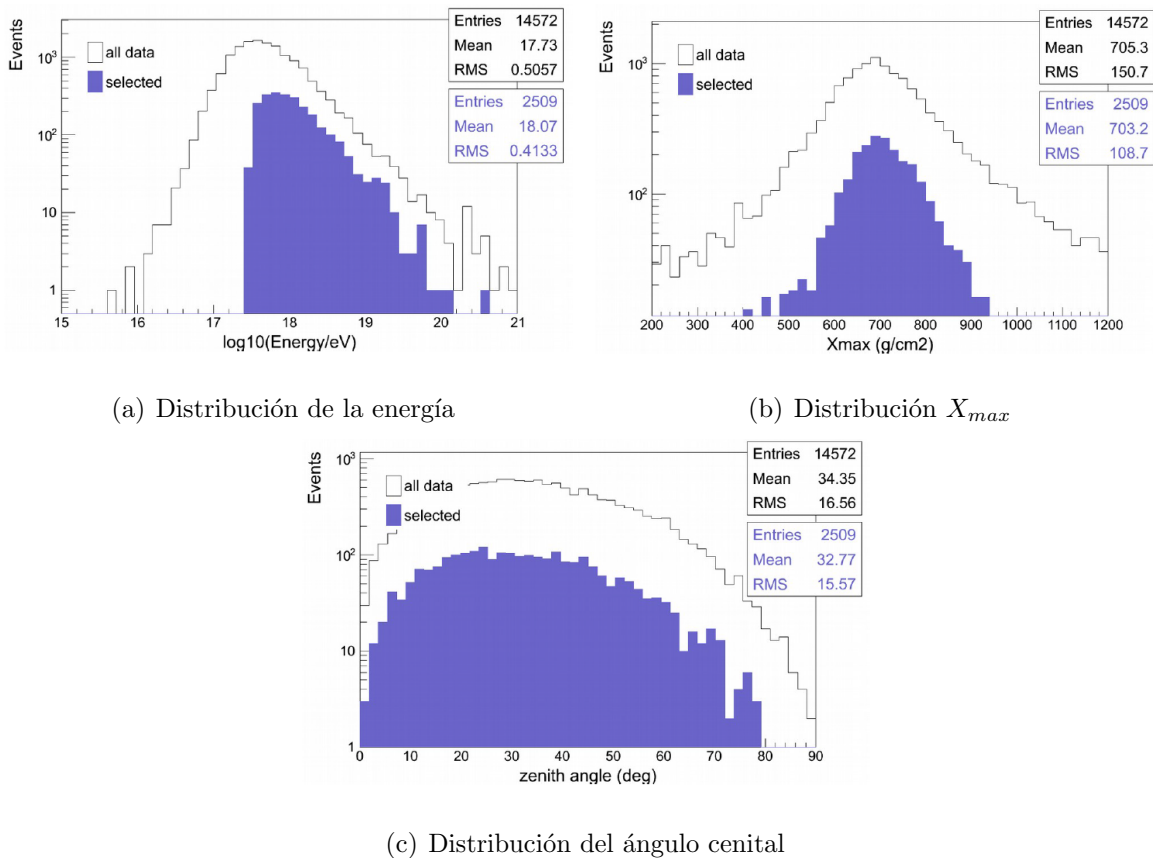 Events
10³
10²
10
1
all data
selected
Entries 14572
Mean 17.73
RMS 0.5057
Entries 2509
Mean 18.07
RMS 0.4133
15 16 17 18 19 20 21
log10(Energy/eV)
(a) Distribución de la energía
Events
10³
10²
all data
selected
Entries 14572
Mean 705.3
RMS 150.7
Entries 2509
Mean 703.2
RMS 108.7
200 300 400 500 600 700 800 900 1000 1100 1200
Xmax (g/cm2)
(b) Distribución Xmax
Events
10³
10²
10
1
all data
selected
Entries 14572
Mean 34.35
RMS 16.56
Entries 2509
Mean 32.77
RMS 15.57
0 10 20 30 40 50 60 70 80 90
zenith angle (deg)
(c) Distribución del ángulo cenital